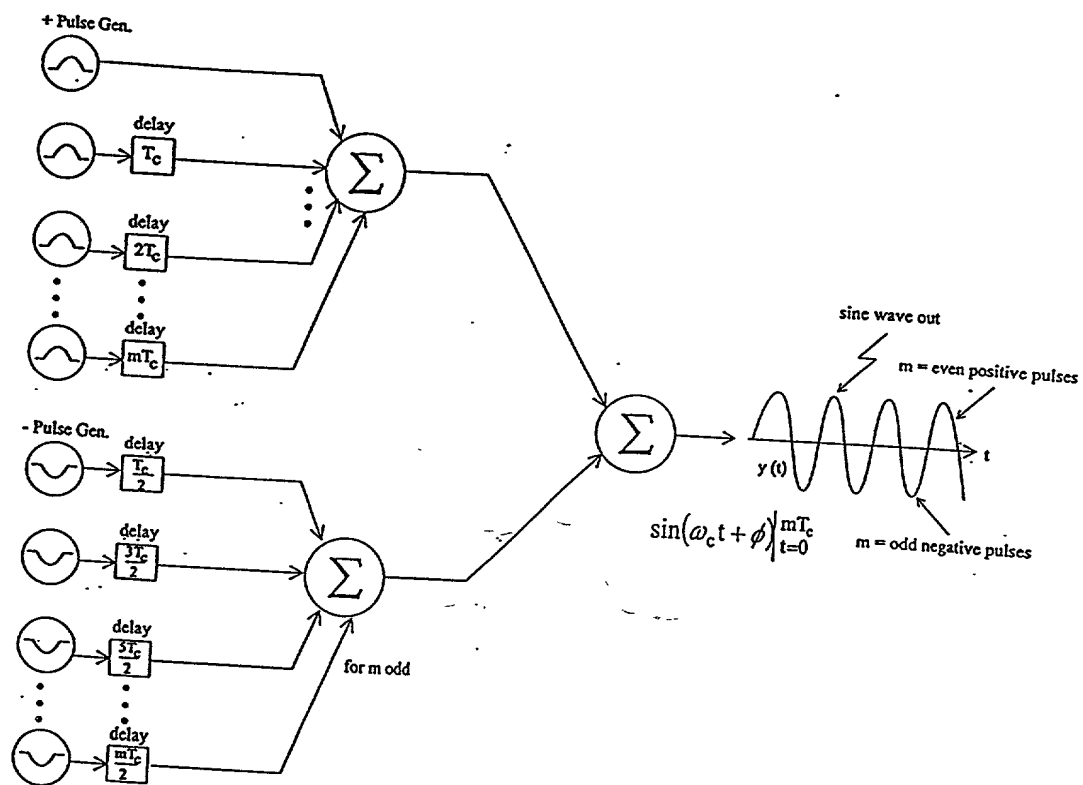 + Pulse Gen.
delay
T_c
delay
2T_c
delay
mT_c
Σ
- Pulse Gen.
delay
T_c/2
delay
3T_c/2
delay
5T_c/2
delay
mT_c/2
Σ
for m odd
Σ
sine wave out
m = even positive pulses
t
y (t)
m = odd negative pulses
sin(ω_c t + φ)|_{t=0}^{mT_c}